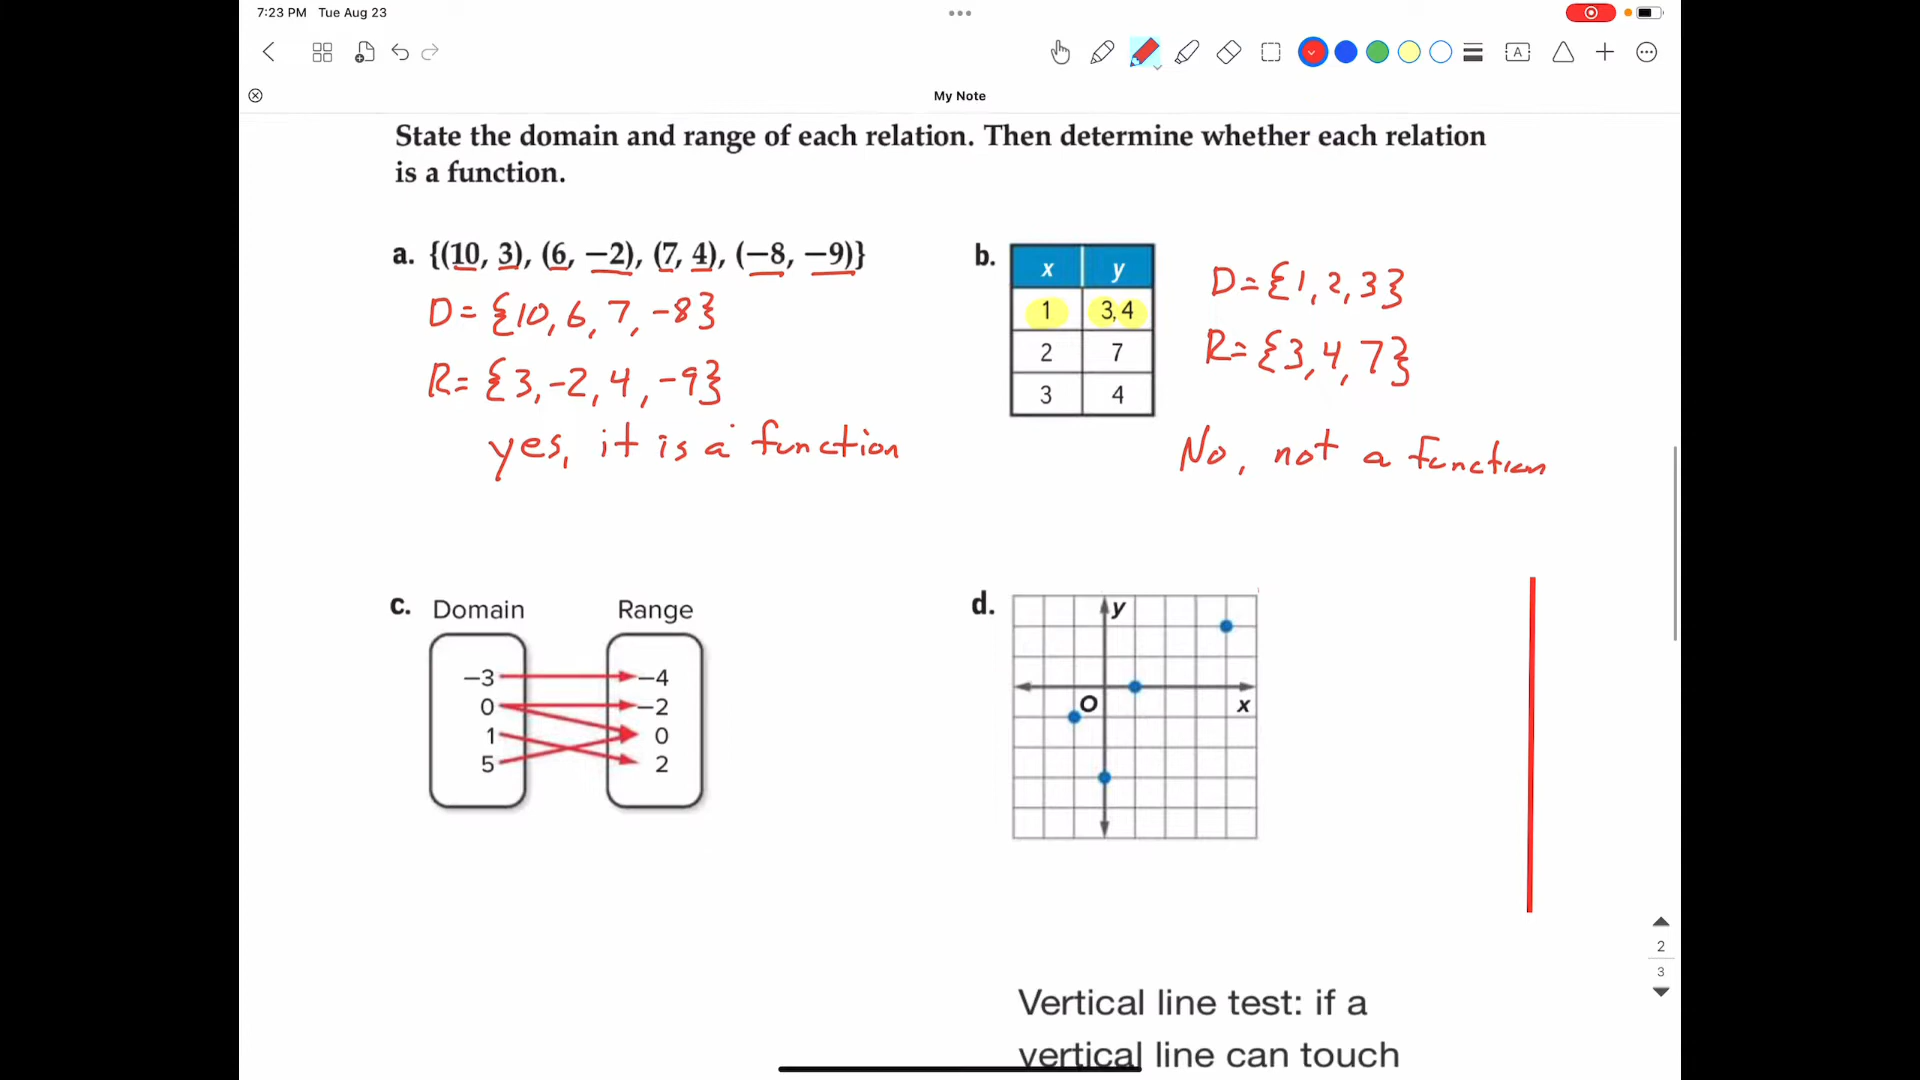 7:23 PM Tue Aug 23
A
My Note
State the domain and range of each relation. Then determine whether each relation
is a function.
a. {(10, 3), (6, −2), (7, 4), (−8, −9)}
D = {10, 6, 7, -8}
R = {3, -2, 4, -9}
yes, it is a function
b.
x y
1 3, 4
2 7
3 4
D = {1, 2, 3}
R = {3, 4, 7}
No, not a function
c. Domain Range
−3 −4
0 −2
1 0
5 2
d.
y
O
x
2
3
Vertical line test: if a
vertical line can touch